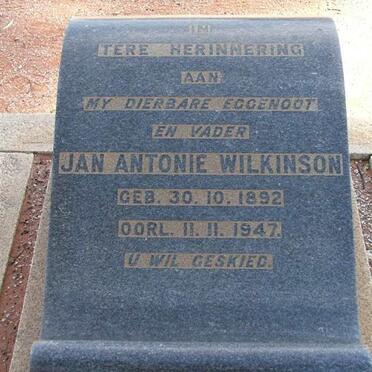 IN
TERE HERINNERING
AAN
MY DIERBARE EGGENOOT
EN VADER
JAN ANTONIE WILKINSON
GEB. 30. 10. 1892
OORL. 11. 11. 1947.
U WIL GESKIED.